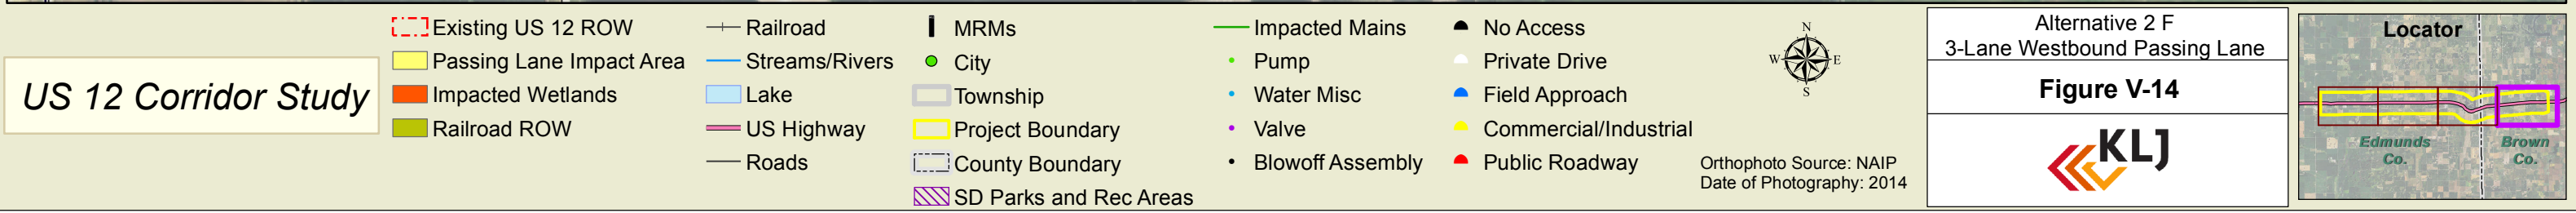 US 12 Corridor Study
Existing US 12 ROW
Passing Lane Impact Area
Impacted Wetlands
Railroad ROW
Railroad
Streams/Rivers
Lake
US Highway
Roads
MRMs
City
Township
Project Boundary
County Boundary
SD Parks and Rec Areas
Impacted Mains
Pump
Water Misc
Valve
Blowoff Assembly
No Access
Private Drive
Field Approach
Commercial/Industrial
Public Roadway
N
W E
S
Orthophoto Source: NAIP
Date of Photography: 2014
Alternative 2 F
3-Lane Westbound Passing Lane
Figure V-14
KLJ
Locator
Edmunds
Co.
Brown
Co.